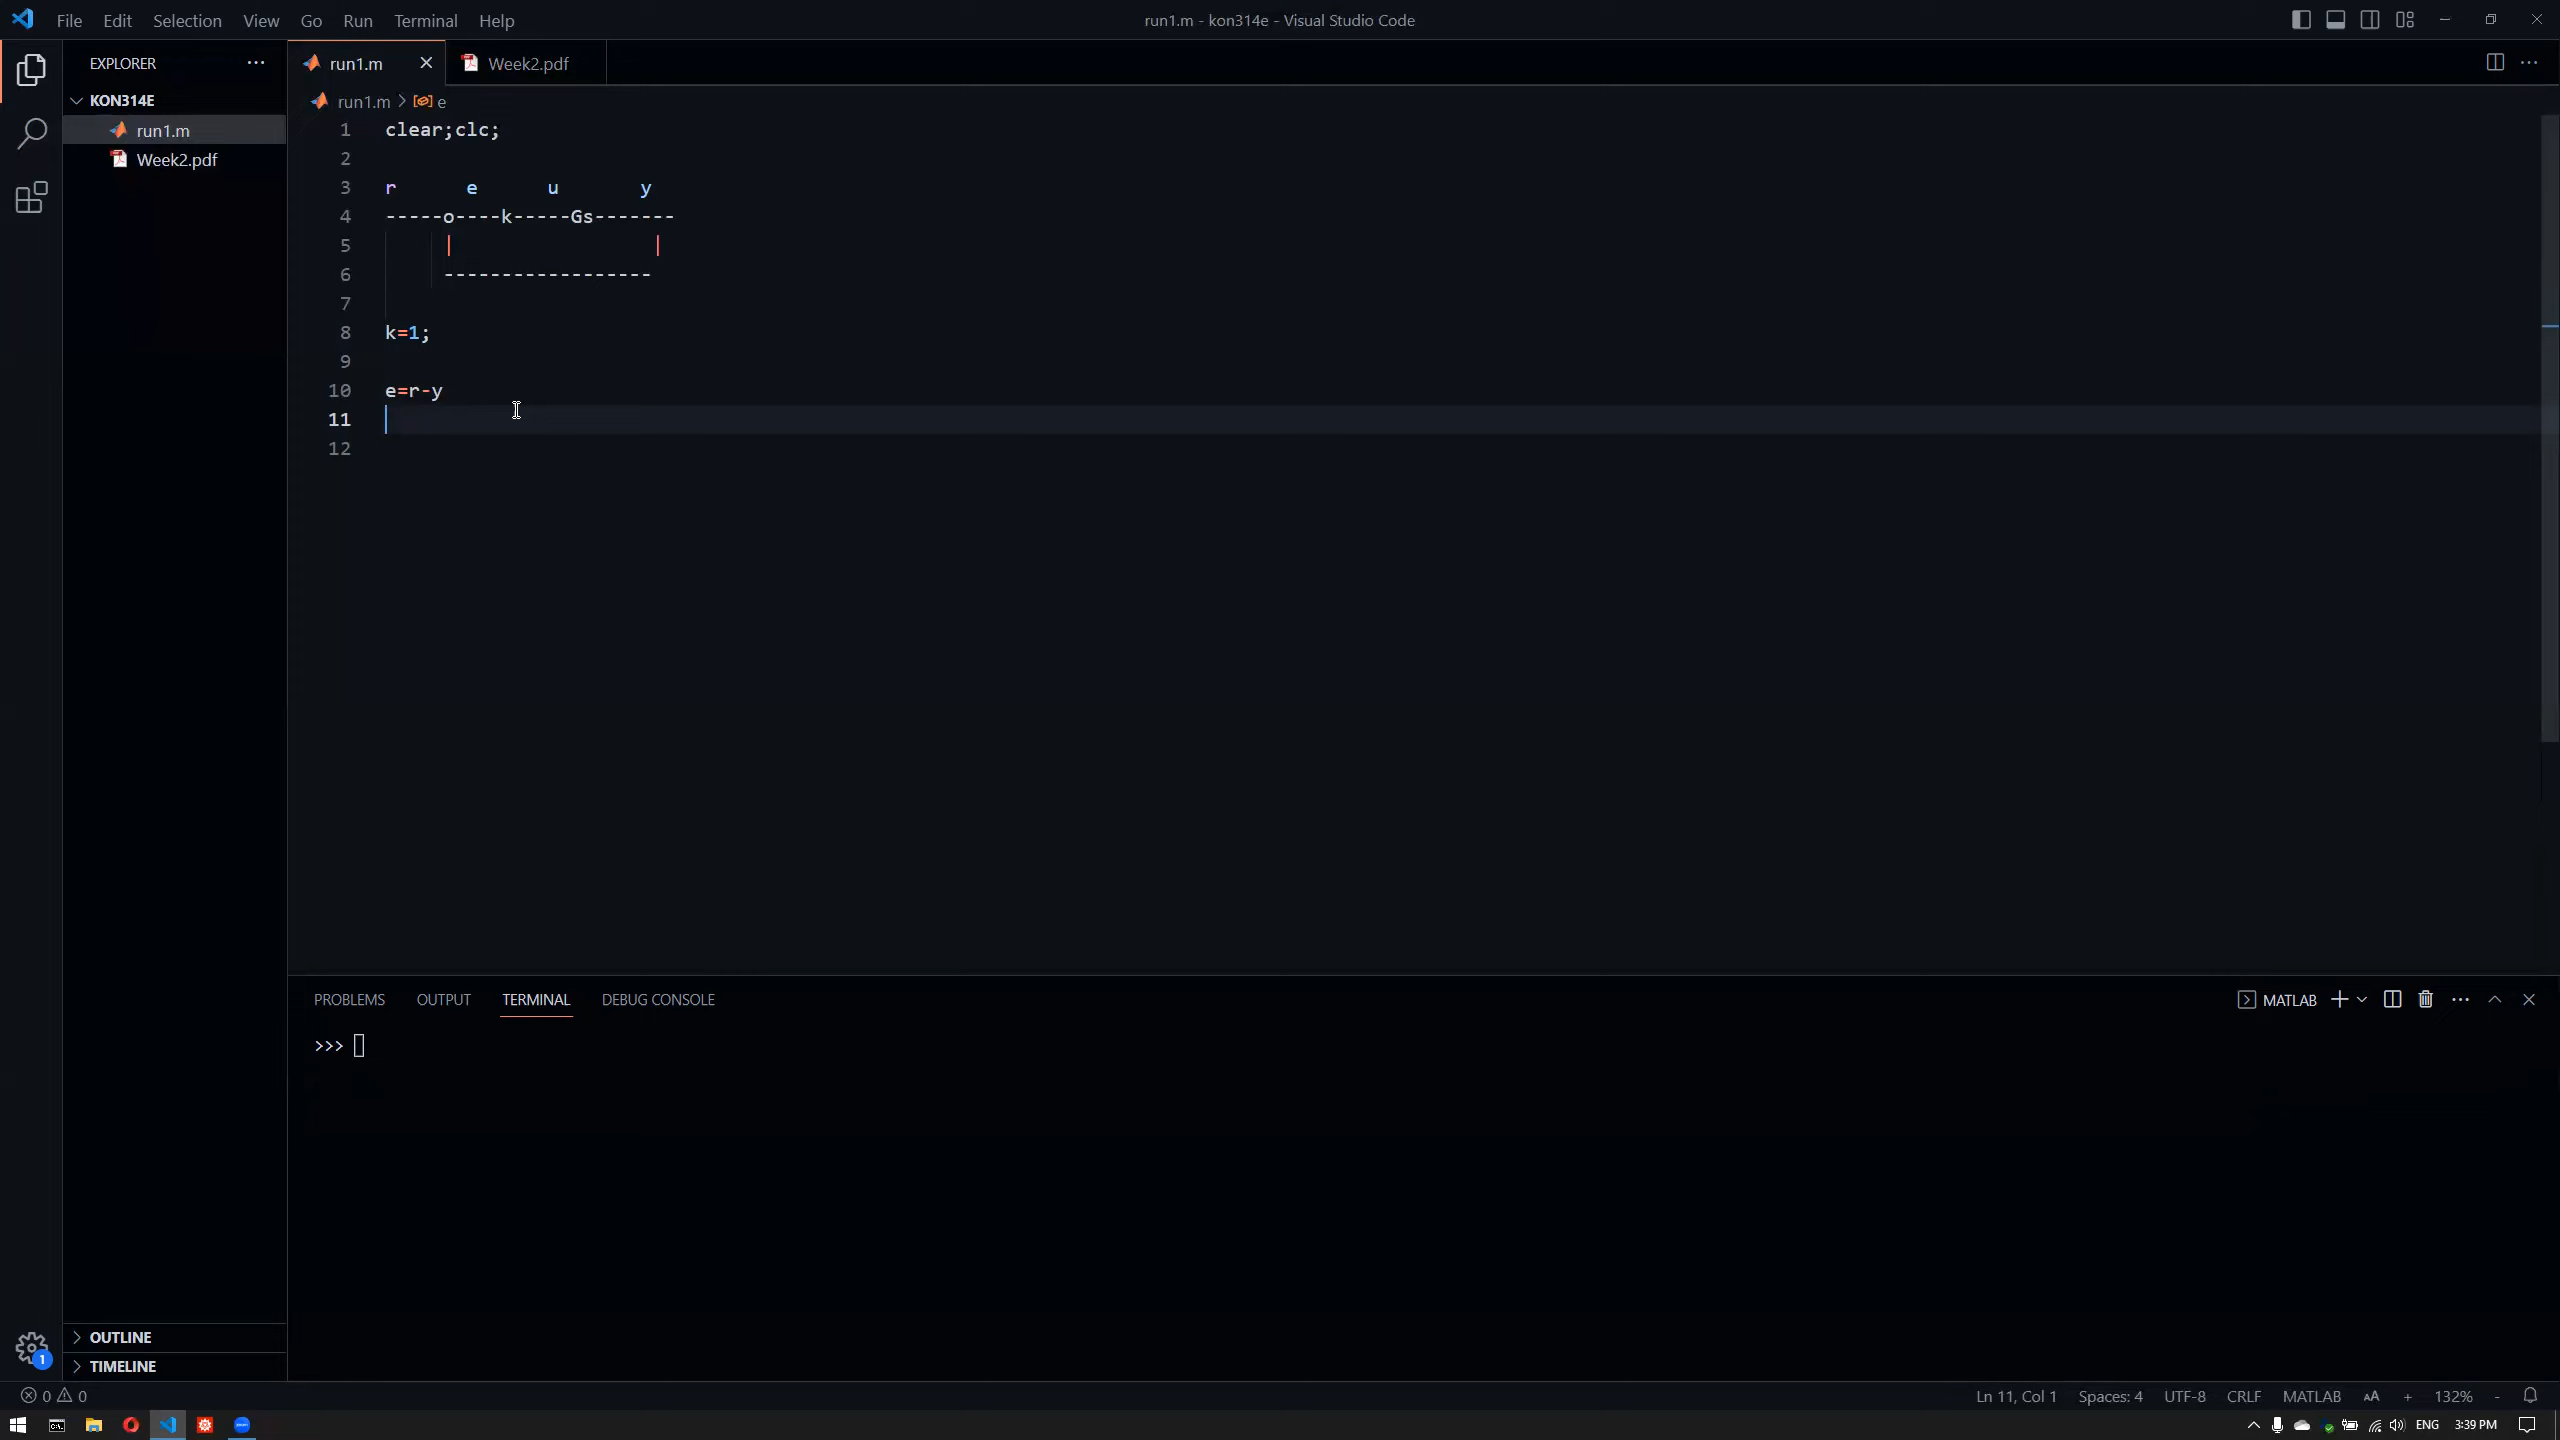 File Edit Selection View Go Run Terminal Help
run1.m - kon314e - Visual Studio Code
EXPLORER ···
run1.m
Week2.pdf
KON314E
run1.m
Week2.pdf
run1.m > e
1 clear;clc;
2
3 r e u y
4 -----o----k-----Gs-------
5 | |
6 ------------------
7
8 k=1;
9
10 e=r-y
11
12
PROBLEMS OUTPUT TERMINAL DEBUG CONSOLE
MATLAB
>>>
OUTLINE
TIMELINE
1
0 0
Ln 11, Col 1 Spaces: 4 UTF-8 CRLF MATLAB AA + 132% -
ENG 3:39 PM